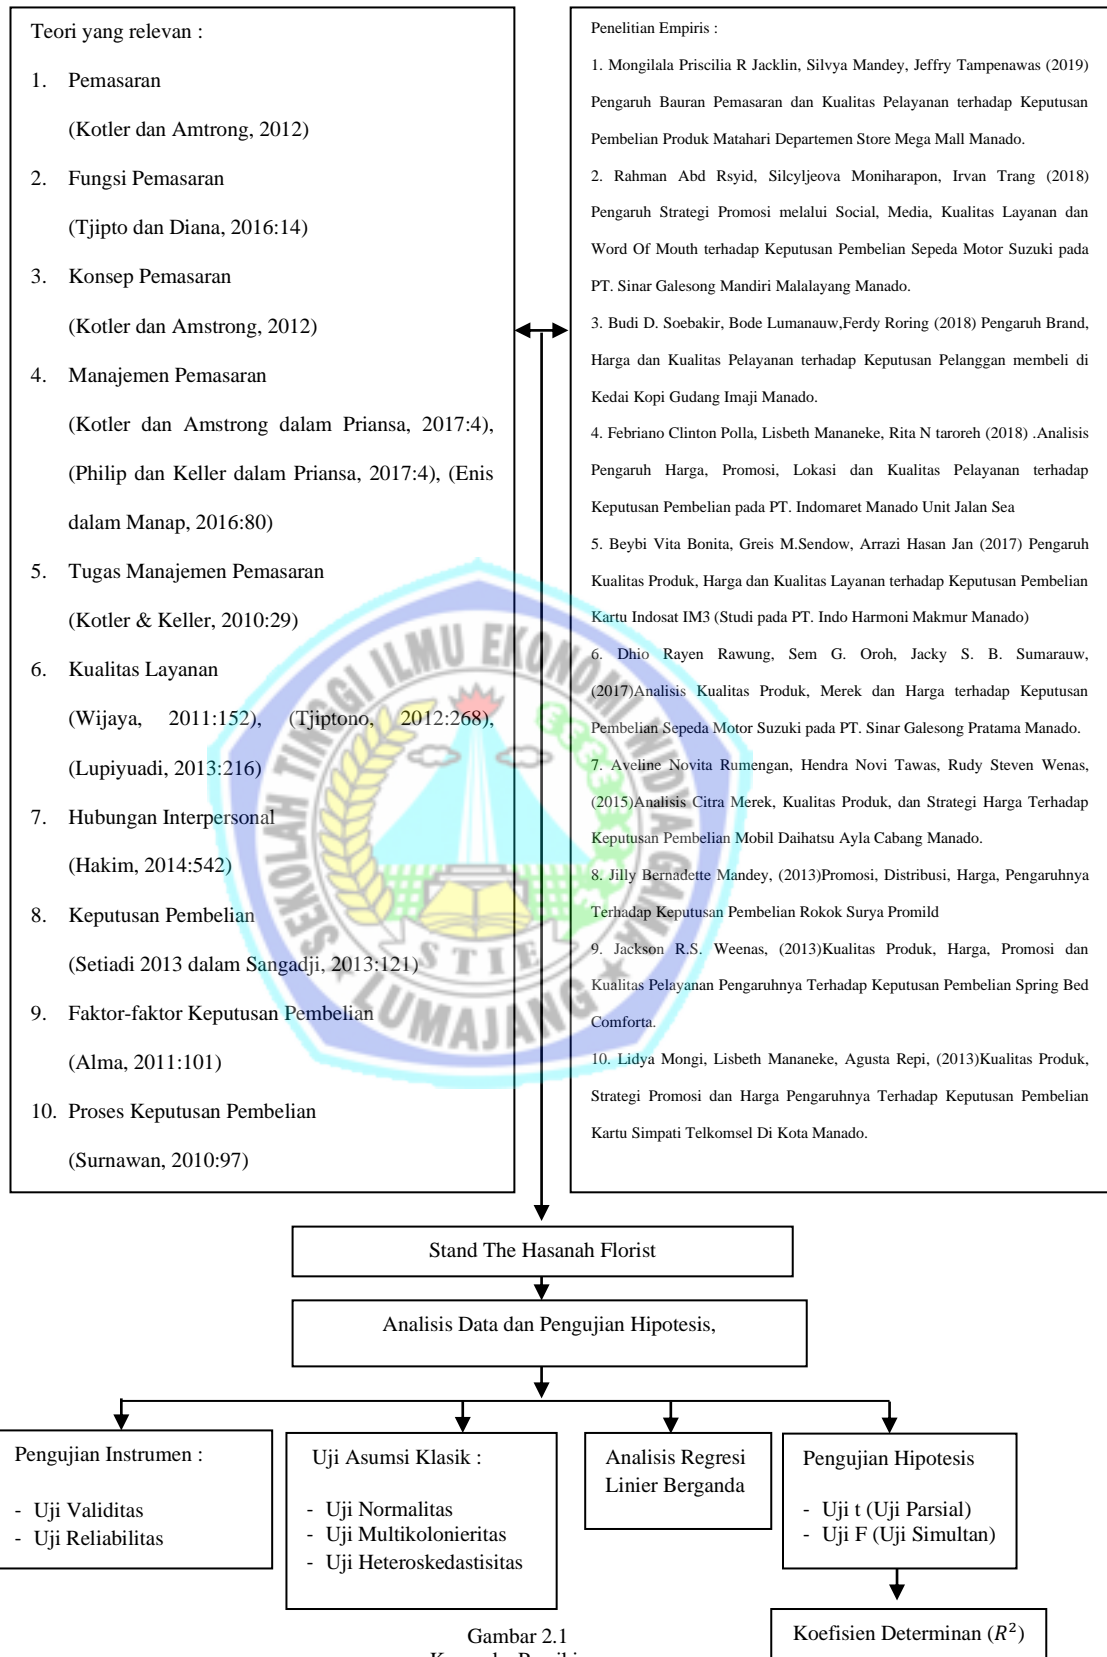 Teori yang relevan :
1. Pemasaran
(Kotler dan Amtrong, 2012)
2. Fungsi Pemasaran
(Tjipto dan Diana, 2016:14)
3. Konsep Pemasaran
(Kotler dan Amstrong, 2012)
4. Manajemen Pemasaran
(Kotler dan Amstrong dalam Priansa, 2017:4),
(Philip dan Keller dalam Priansa, 2017:4), (Enis
dalam Manap, 2016:80)
5. Tugas Manajemen Pemasaran
(Kotler & Keller, 2010:29)
6. Kualitas Layanan
(Wijaya, 2011:152), (Tjiptono, 2012:268),
(Lupiyuadi, 2013:216)
7. Hubungan Interpersonal
(Hakim, 2014:542)
8. Keputusan Pembelian
(Setiadi 2013 dalam Sangadji, 2013:121)
9. Faktor-faktor Keputusan Pembelian
(Alma, 2011:101)
10. Proses Keputusan Pembelian
(Surnawan, 2010:97)
Penelitian Empiris :
1. Mongilala Priscilia R Jacklin, Silvya Mandey, Jeffry Tampenawas (2019)
Pengaruh Bauran Pemasaran dan Kualitas Pelayanan terhadap Keputusan
Pembelian Produk Matahari Departemen Store Mega Mall Manado.
2. Rahman Abd Rsyid, Silcyljeova Moniharapon, Irvan Trang (2018)
Pengaruh Strategi Promosi melalui Social, Media, Kualitas Layanan dan
Word Of Mouth terhadap Keputusan Pembelian Sepeda Motor Suzuki pada
PT. Sinar Galesong Mandiri Malalayang Manado.
3. Budi D. Soebakir, Bode Lumanauw,Ferdy Roring (2018) Pengaruh Brand,
Harga dan Kualitas Pelayanan terhadap Keputusan Pelanggan membeli di
Kedai Kopi Gudang Imaji Manado.
4. Febriano Clinton Polla, Lisbeth Mananeke, Rita N taroreh (2018) .Analisis
Pengaruh Harga, Promosi, Lokasi dan Kualitas Pelayanan terhadap
Keputusan Pembelian pada PT. Indomaret Manado Unit Jalan Sea
5. Beybi Vita Bonita, Greis M.Sendow, Arrazi Hasan Jan (2017) Pengaruh
Kualitas Produk, Harga dan Kualitas Layanan terhadap Keputusan Pembelian
Kartu Indosat IM3 (Studi pada PT. Indo Harmoni Makmur Manado)
6. Dhio Rayen Rawung, Sem G. Oroh, Jacky S. B. Sumarauw,
(2017)Analisis Kualitas Produk, Merek dan Harga terhadap Keputusan
Pembelian Sepeda Motor Suzuki pada PT. Sinar Galesong Pratama Manado.
7. Aveline Novita Rumengan, Hendra Novi Tawas, Rudy Steven Wenas,
(2015)Analisis Citra Merek, Kualitas Produk, dan Strategi Harga Terhadap
Keputusan Pembelian Mobil Daihatsu Ayla Cabang Manado.
8. Jilly Bernadette Mandey, (2013)Promosi, Distribusi, Harga, Pengaruhnya
Terhadap Keputusan Pembelian Rokok Surya Promild
9. Jackson R.S. Weenas, (2013)Kualitas Produk, Harga, Promosi dan
Kualitas Pelayanan Pengaruhnya Terhadap Keputusan Pembelian Spring Bed
Comforta.
10. Lidya Mongi, Lisbeth Mananeke, Agusta Repi, (2013)Kualitas Produk,
Strategi Promosi dan Harga Pengaruhnya Terhadap Keputusan Pembelian
Kartu Simpati Telkomsel Di Kota Manado.
SEKOLAH TINGGI ILMU EKONOMI WIDYA GAMA
STIE
LUMAJANG
Stand The Hasanah Florist
Analisis Data dan Pengujian Hipotesis,
Pengujian Instrumen :
- Uji Validitas
- Uji Reliabilitas
Uji Asumsi Klasik :
- Uji Normalitas
- Uji Multikolonieritas
- Uji Heteroskedastisitas
Analisis Regresi
Linier Berganda
Pengujian Hipotesis
- Uji t (Uji Parsial)
- Uji F (Uji Simultan)
Koefisien Determinan (R²)
Gambar 2.1